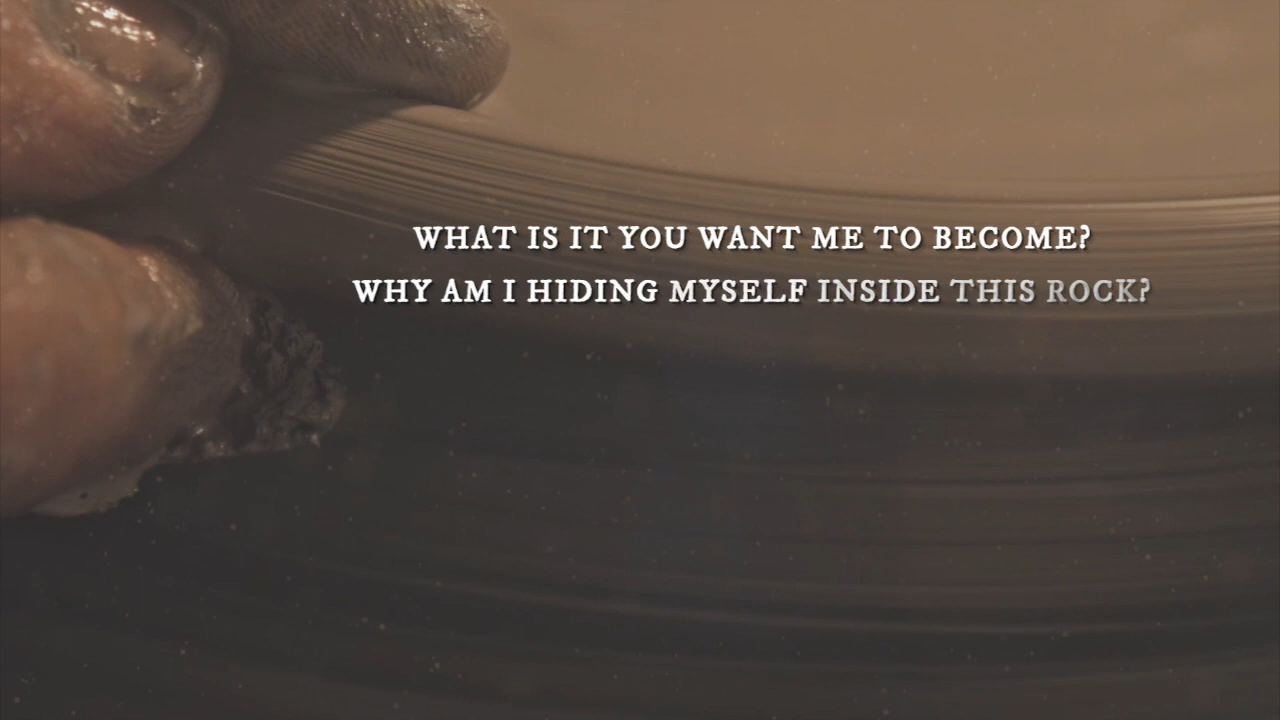 WHAT IS IT YOU WANT ME TO BECOME?
WHY AM I HIDING MYSELF INSIDE THIS ROCK?